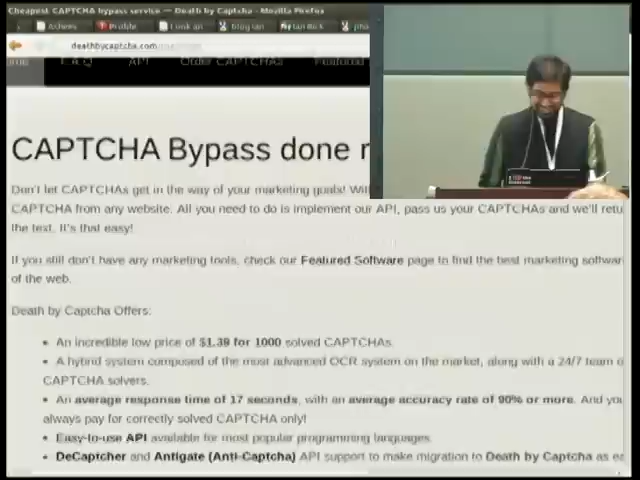 Cheapest CAPTCHA bypass service — Death by Captcha - Mozilla Firefox
Profile
deathbycaptcha.com
F.A.Q API Order CAPTCHAs Featured
CAPTCHA Bypass done
Don't let CAPTCHAs get in the way of your marketing goals!
CAPTCHA from any website. All you need to do is implement our API, pass us your CAPTCHAs and we'll retu
the text. It's that easy!
If you still don't have any marketing tools, check our Featured Software page to find the best marketing softwar
of the web.
Death by Captcha Offers:
An incredible low price of $1.39 for 1000 solved CAPTCHAs.
A hybrid system composed of the most advanced OCR system on the market, along with a 24/7 team o
CAPTCHA solvers.
An average response time of 17 seconds, with an average accuracy rate of 90% or more. And you
always pay for correctly solved CAPTCHA only!
Easy-to-use API available for most popular programming languages.
DeCaptcher and Antigate (Anti-Captcha) API support to make migration to Death by Captcha as ea